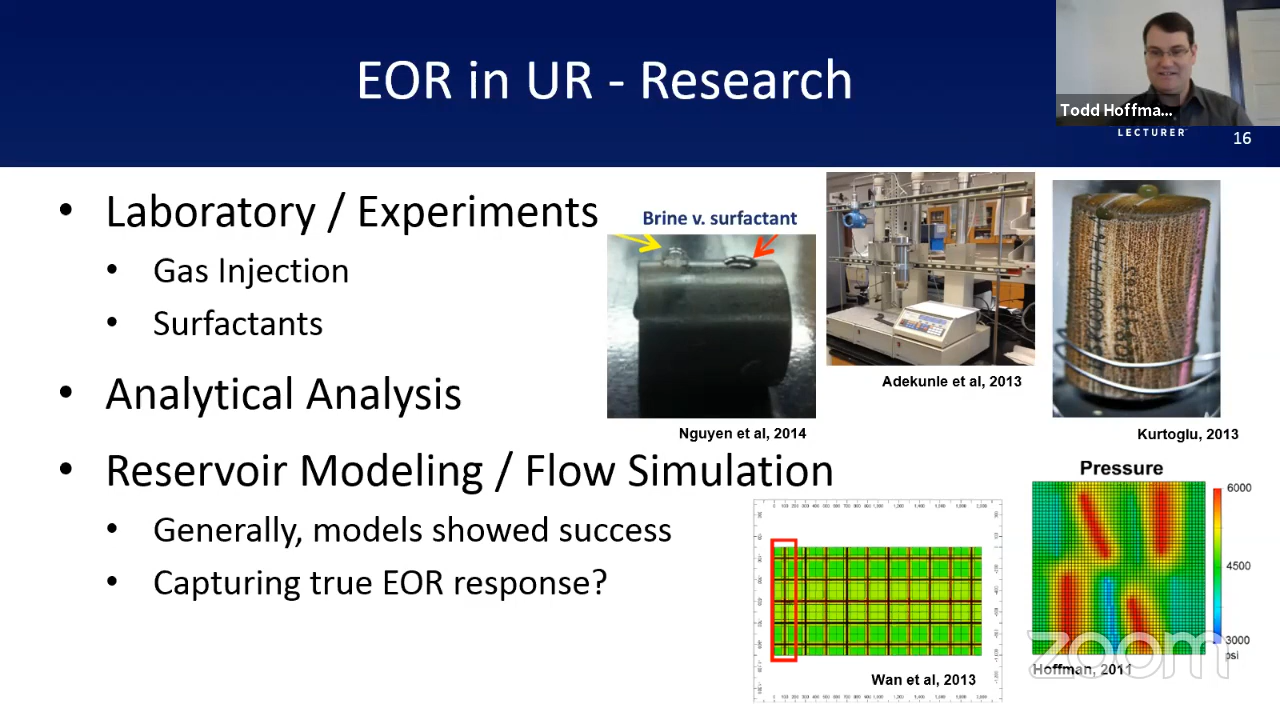 EOR in UR - Research
Todd Hoffma...
LECTURER
16
• Laboratory / Experiments
• Gas Injection
• Surfactants
• Analytical Analysis
• Reservoir Modeling / Flow Simulation
• Generally, models showed success
• Capturing true EOR response?
Brine v. surfactant
Nguyen et al, 2014
Adekunle et al, 2013
Kurtoglu, 2013
Wan et al, 2013
Pressure
6000
4500
3000
psi
Hoffman, 2011
zoom